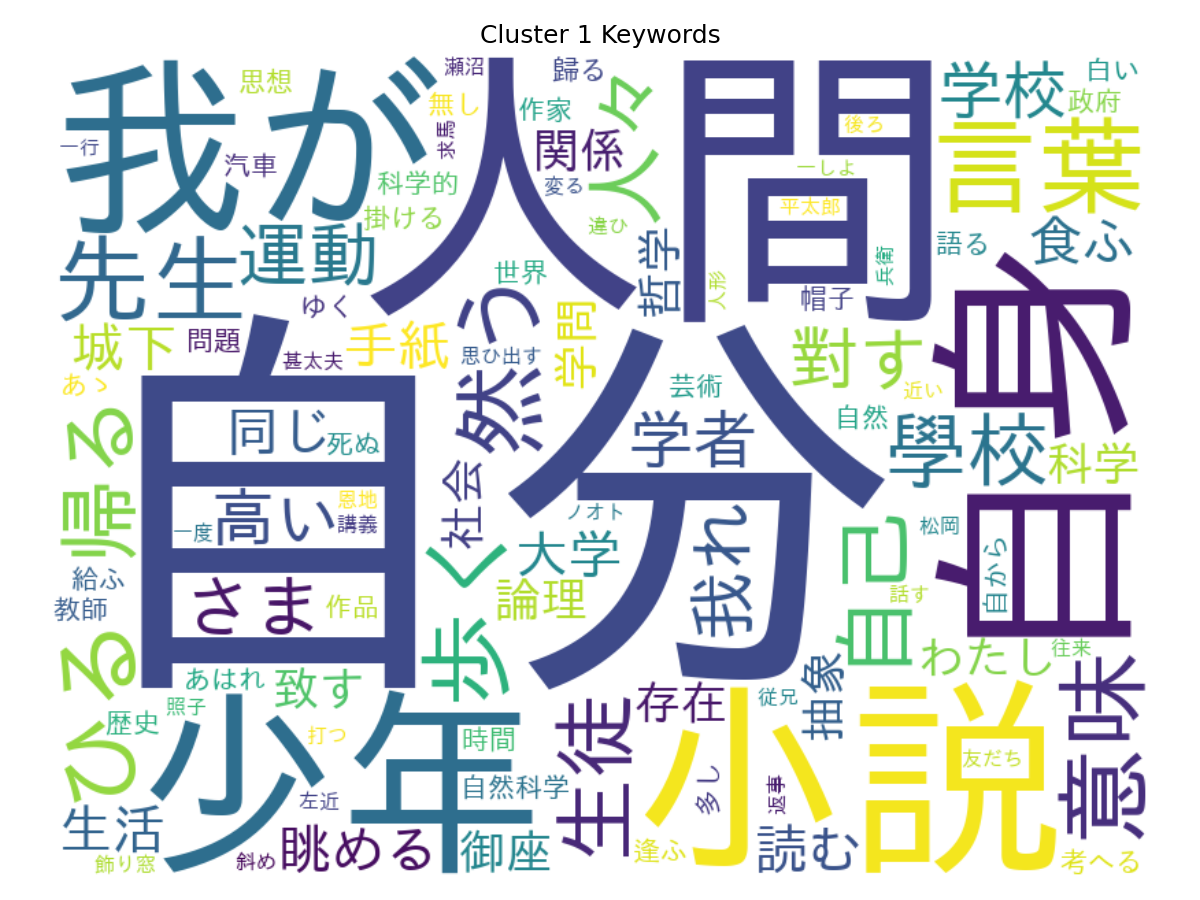 Cluster 1 Keywords
我が
人間
瀬沼
歸る
思想
無し
作家
人々
学校
白い
政府
一行
汽車
求馬
関係
後ろ
言葉
科学的
変る
一しよ
掛ける
違ひ
平太郎
先生
運動
哲学
兵衛
語る
食ふ
世界
人形
帽子
ゆく
然う
学問
城下
問題
手紙
甚太夫
思ひ出す
對す
自身
あゝ
芸術
近い
自分
帰る
同じ
死ぬ
学者
自然
學校
科学
高い
恩地
講義
一度
社会
ノオト
松岡
大学
我れ
自己
自から
給ふ
教師
さま
作品
歩く
論理
話す
わたし
往来
ひる
あはれ
致す
存在
従兄
抽象
意味
歴史
照子
少年
打つ
時間
生徒
小説
友だち
自然科学
左近
多し
返事
生活
飾り窓
斜め
眺める
御座
逢ふ
読む
考へる